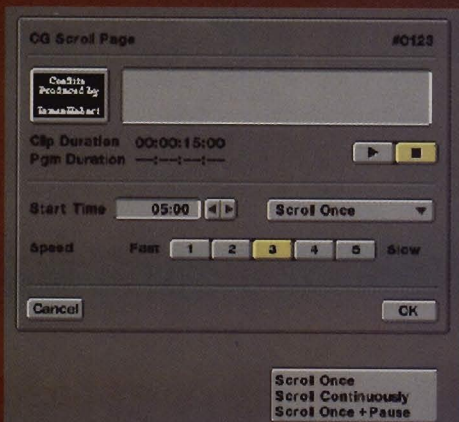 CG Scroll Page #0123
Produced by
Clip Duration 00:00:15:00
Pgm Duration --:--:--:--
Start Time 05:00 Scroll Once
Speed Fast 1 2 3 4 5 Slow
Cancel OK
Scroll Once
Scroll Continuously
Scroll Once + Pause